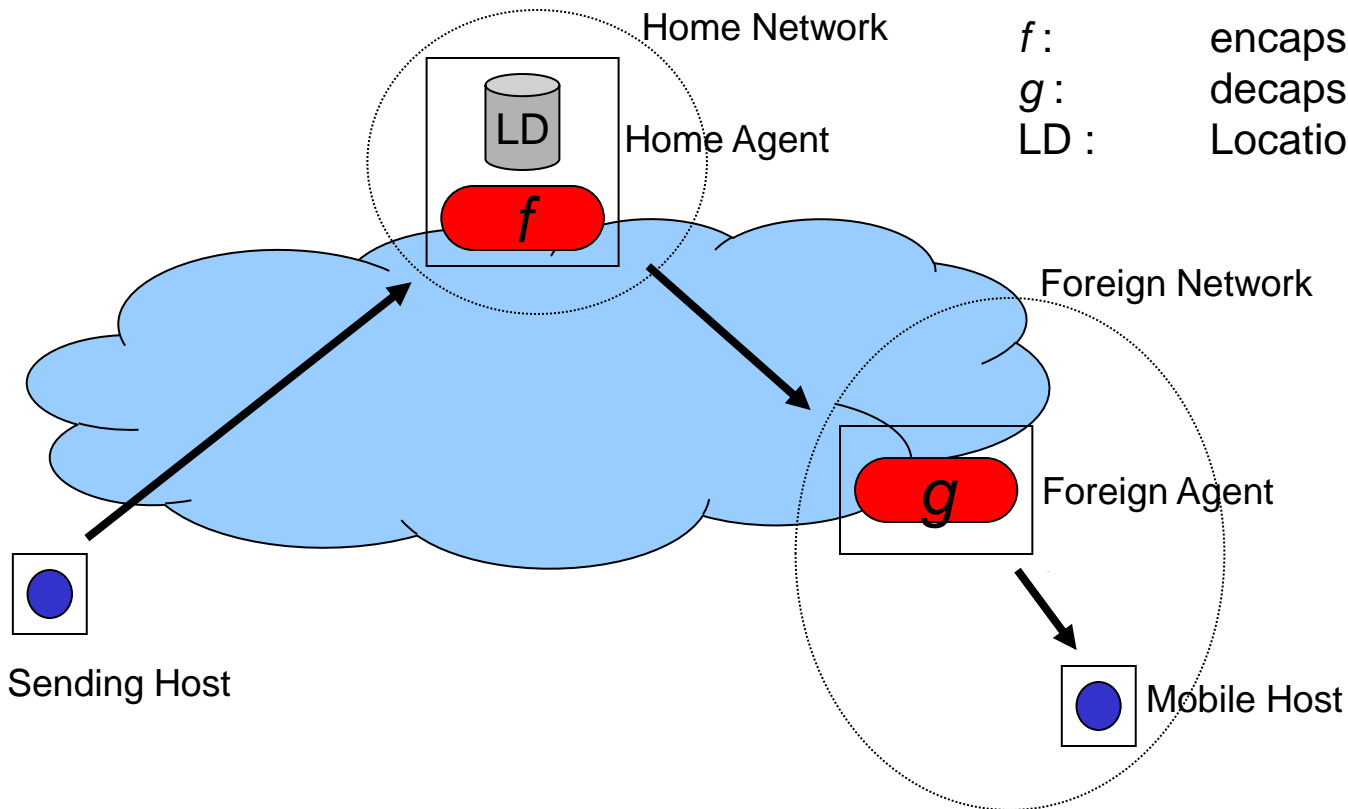 Home Network
f : encaps
g : decaps
LD : Locatio
LD
Home Agent
f
Foreign Network
g
Foreign Agent
Sending Host
Mobile Host